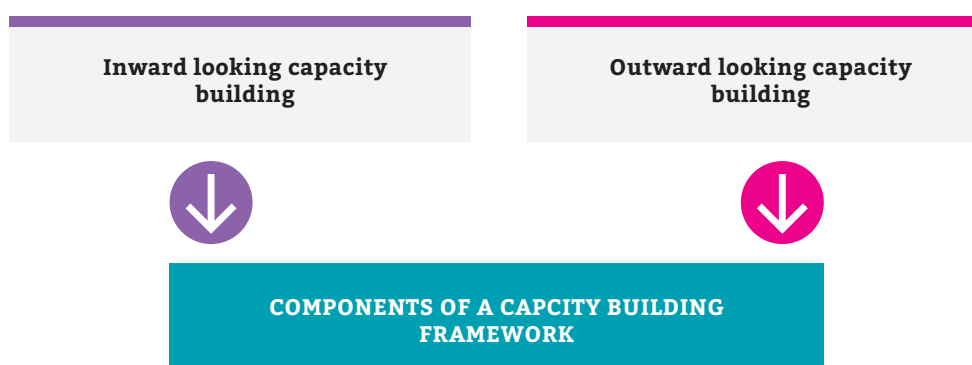 Inward looking capacity
building
Outward looking capacity
building
COMPONENTS OF A CAPCITY BUILDING
FRAMEWORK